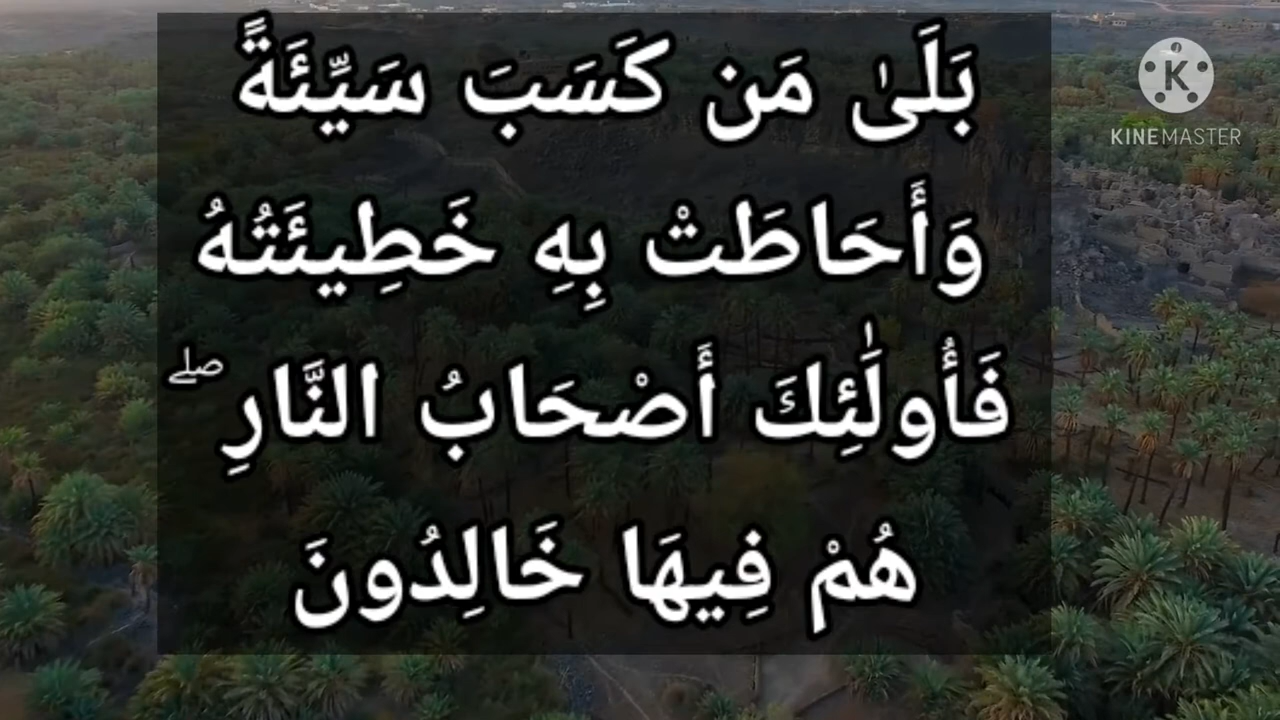 بَلَىٰ مَن كَسَبَ سَيِّئَةً
وَأَحَاطَتْ بِهِ خَطِيئَتُهُ
فَأُولَٰئِكَ أَصْحَابُ النَّارِ ۖ
هُمْ فِيهَا خَالِدُونَ
K
KINEMASTER